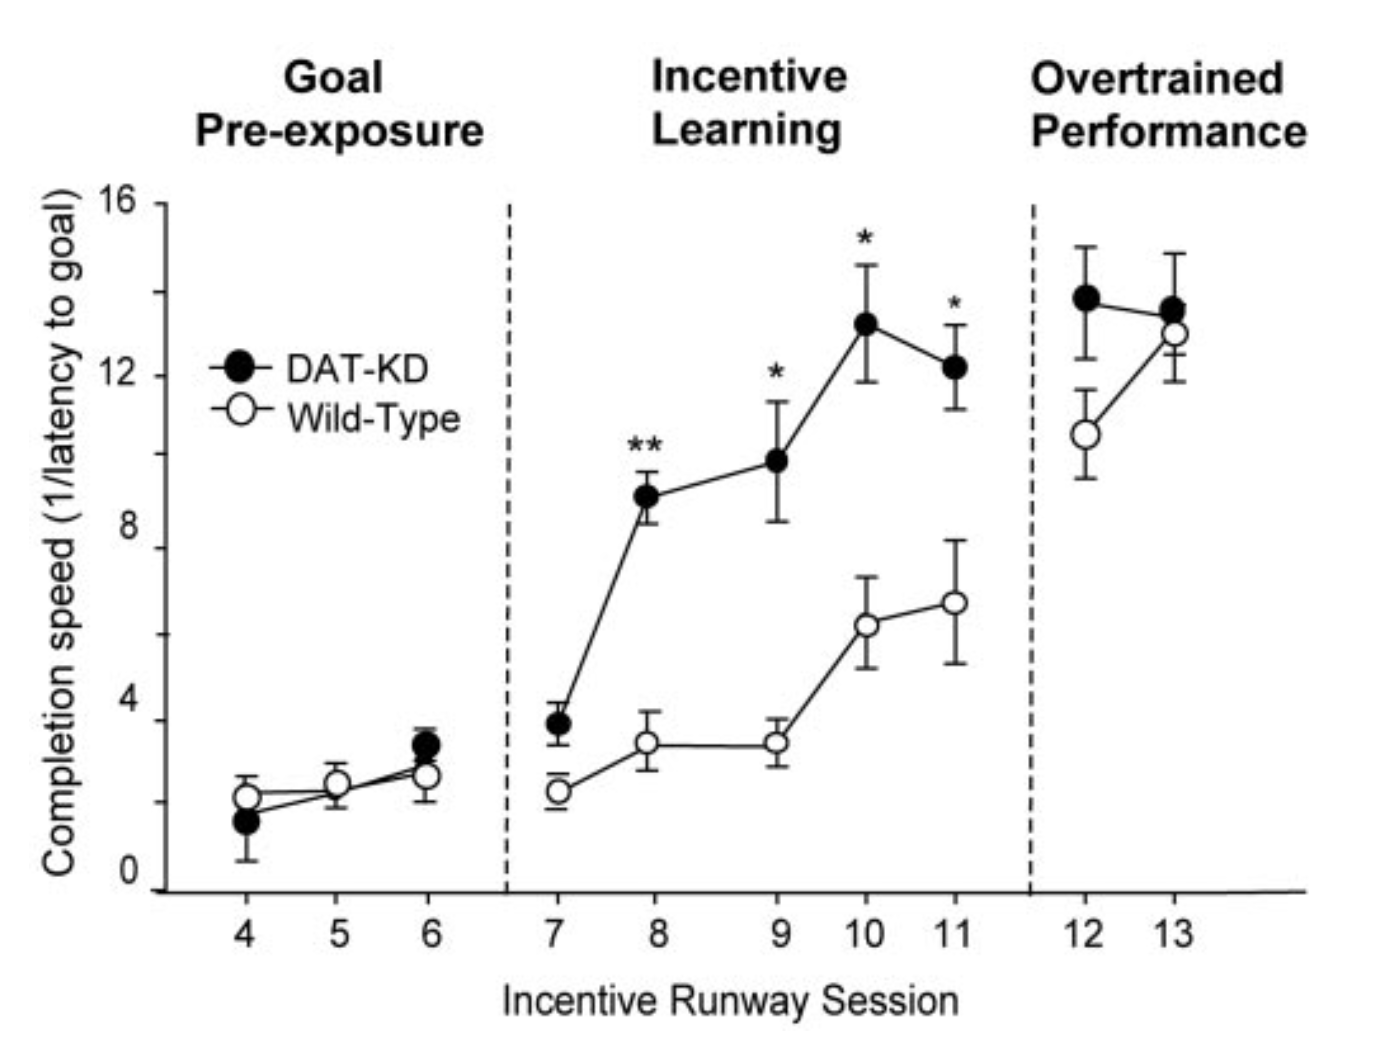 Goal
Pre-exposure
Incentive
Learning
Overtrained
Performance
Completion speed (1/latency to goal)
16
12
8
4
0
DAT-KD
Wild-Type
**
*
*
*
4 5 6 7 8 9 10 11 12 13
Incentive Runway Session